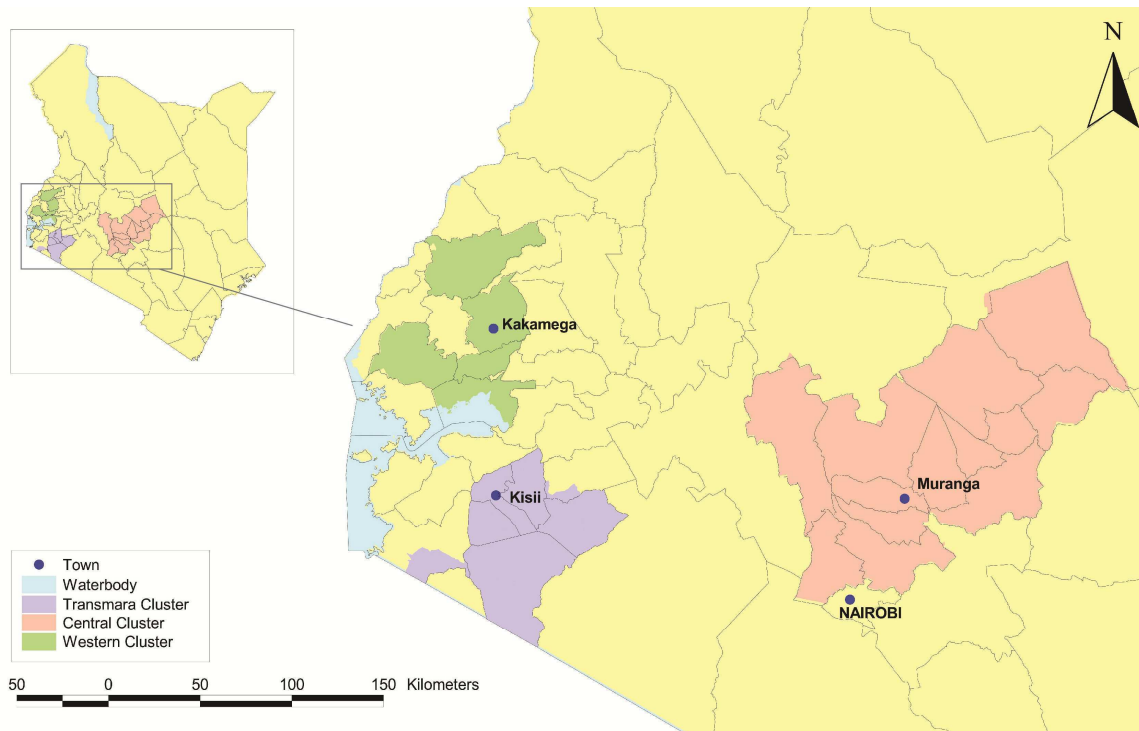 N
Kakamega
Kisii
Muranga
NAIROBI
Town
Waterbody
Transmara Cluster
Central Cluster
Western Cluster
50 0 50 100 150 Kilometers